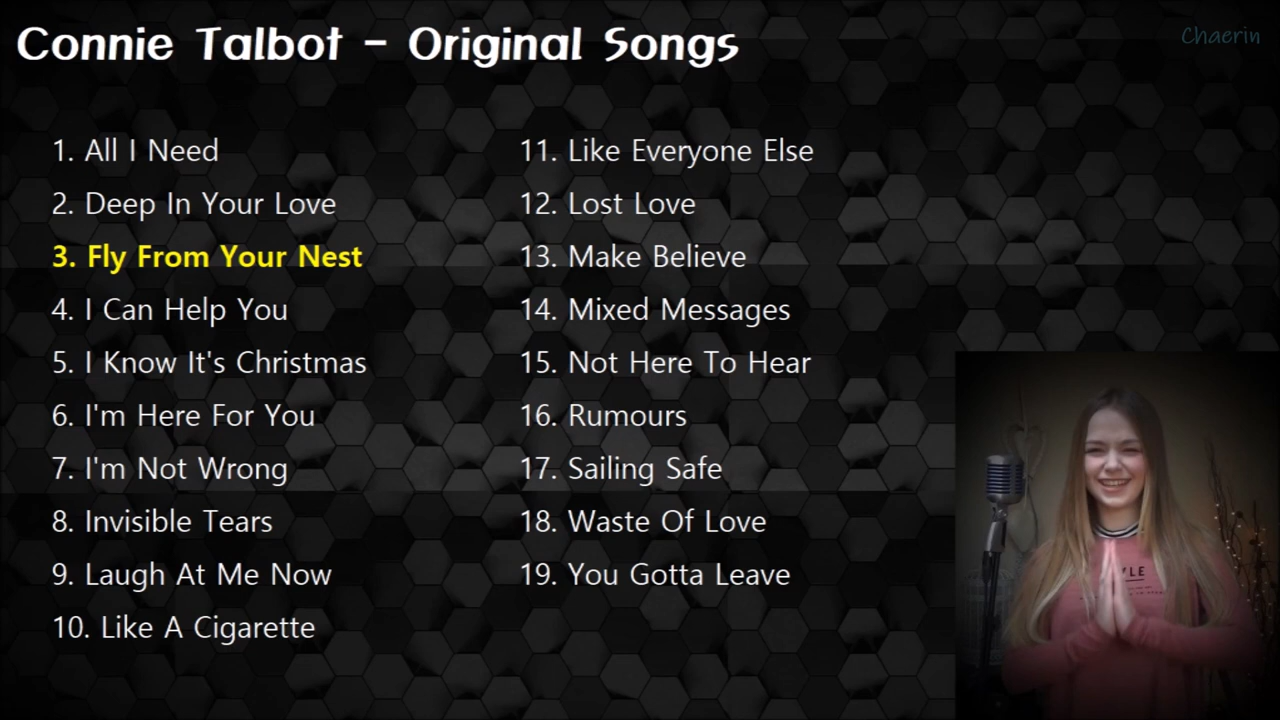 Connie Talbot - Original Songs
Chaerin
1. All I Need
2. Deep In Your Love
3. Fly From Your Nest
4. I Can Help You
5. I Know It's Christmas
6. I'm Here For You
7. I'm Not Wrong
8. Invisible Tears
9. Laugh At Me Now
10. Like A Cigarette
11. Like Everyone Else
12. Lost Love
13. Make Believe
14. Mixed Messages
15. Not Here To Hear
16. Rumours
17. Sailing Safe
18. Waste Of Love
19. You Gotta Leave